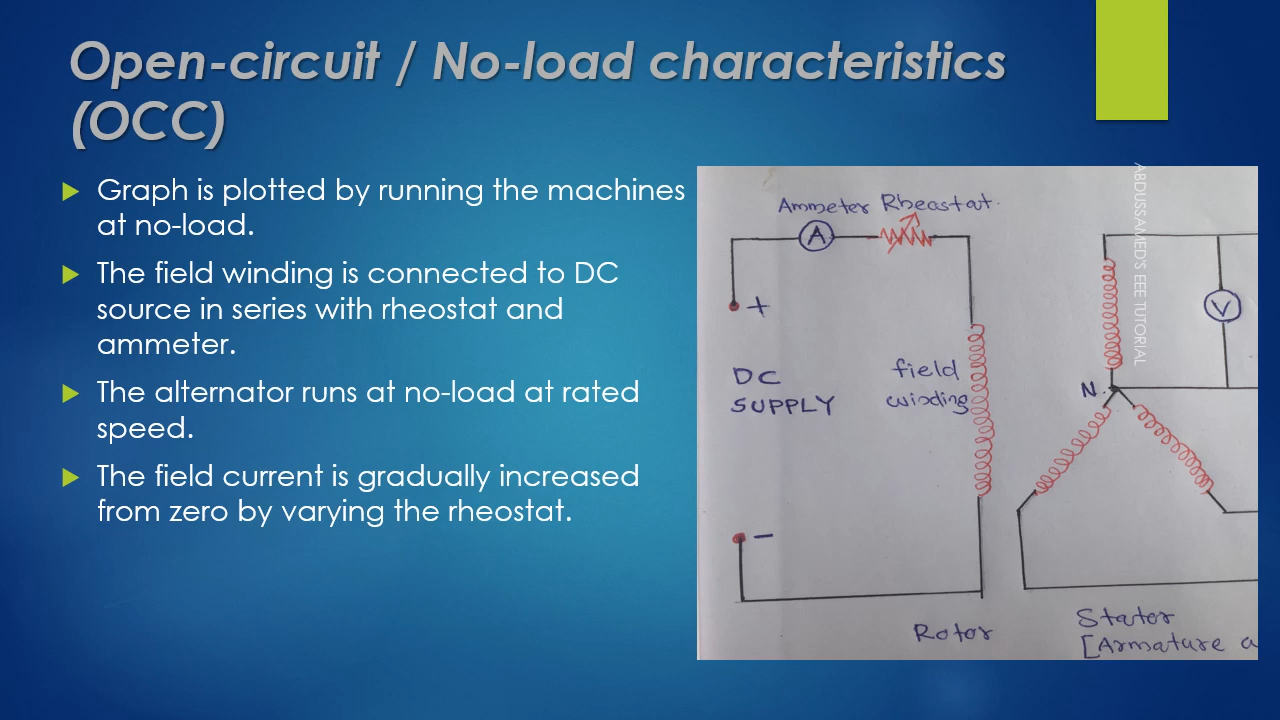 Open-circuit / No-load characteristics
(OCC)
Graph is plotted by running the machines
at no-load.
The field winding is connected to DC
source in series with rheostat and
ammeter.
The alternator runs at no-load at rated
speed.
The field current is gradually increased
from zero by varying the rheostat.
Ammeter Rheostat.
A
+
DC
SUPPLY
field
winding
-
Rotor
V
N
Stator
[Armature a
ABDUSSAMED'S EEE TUTORIAL